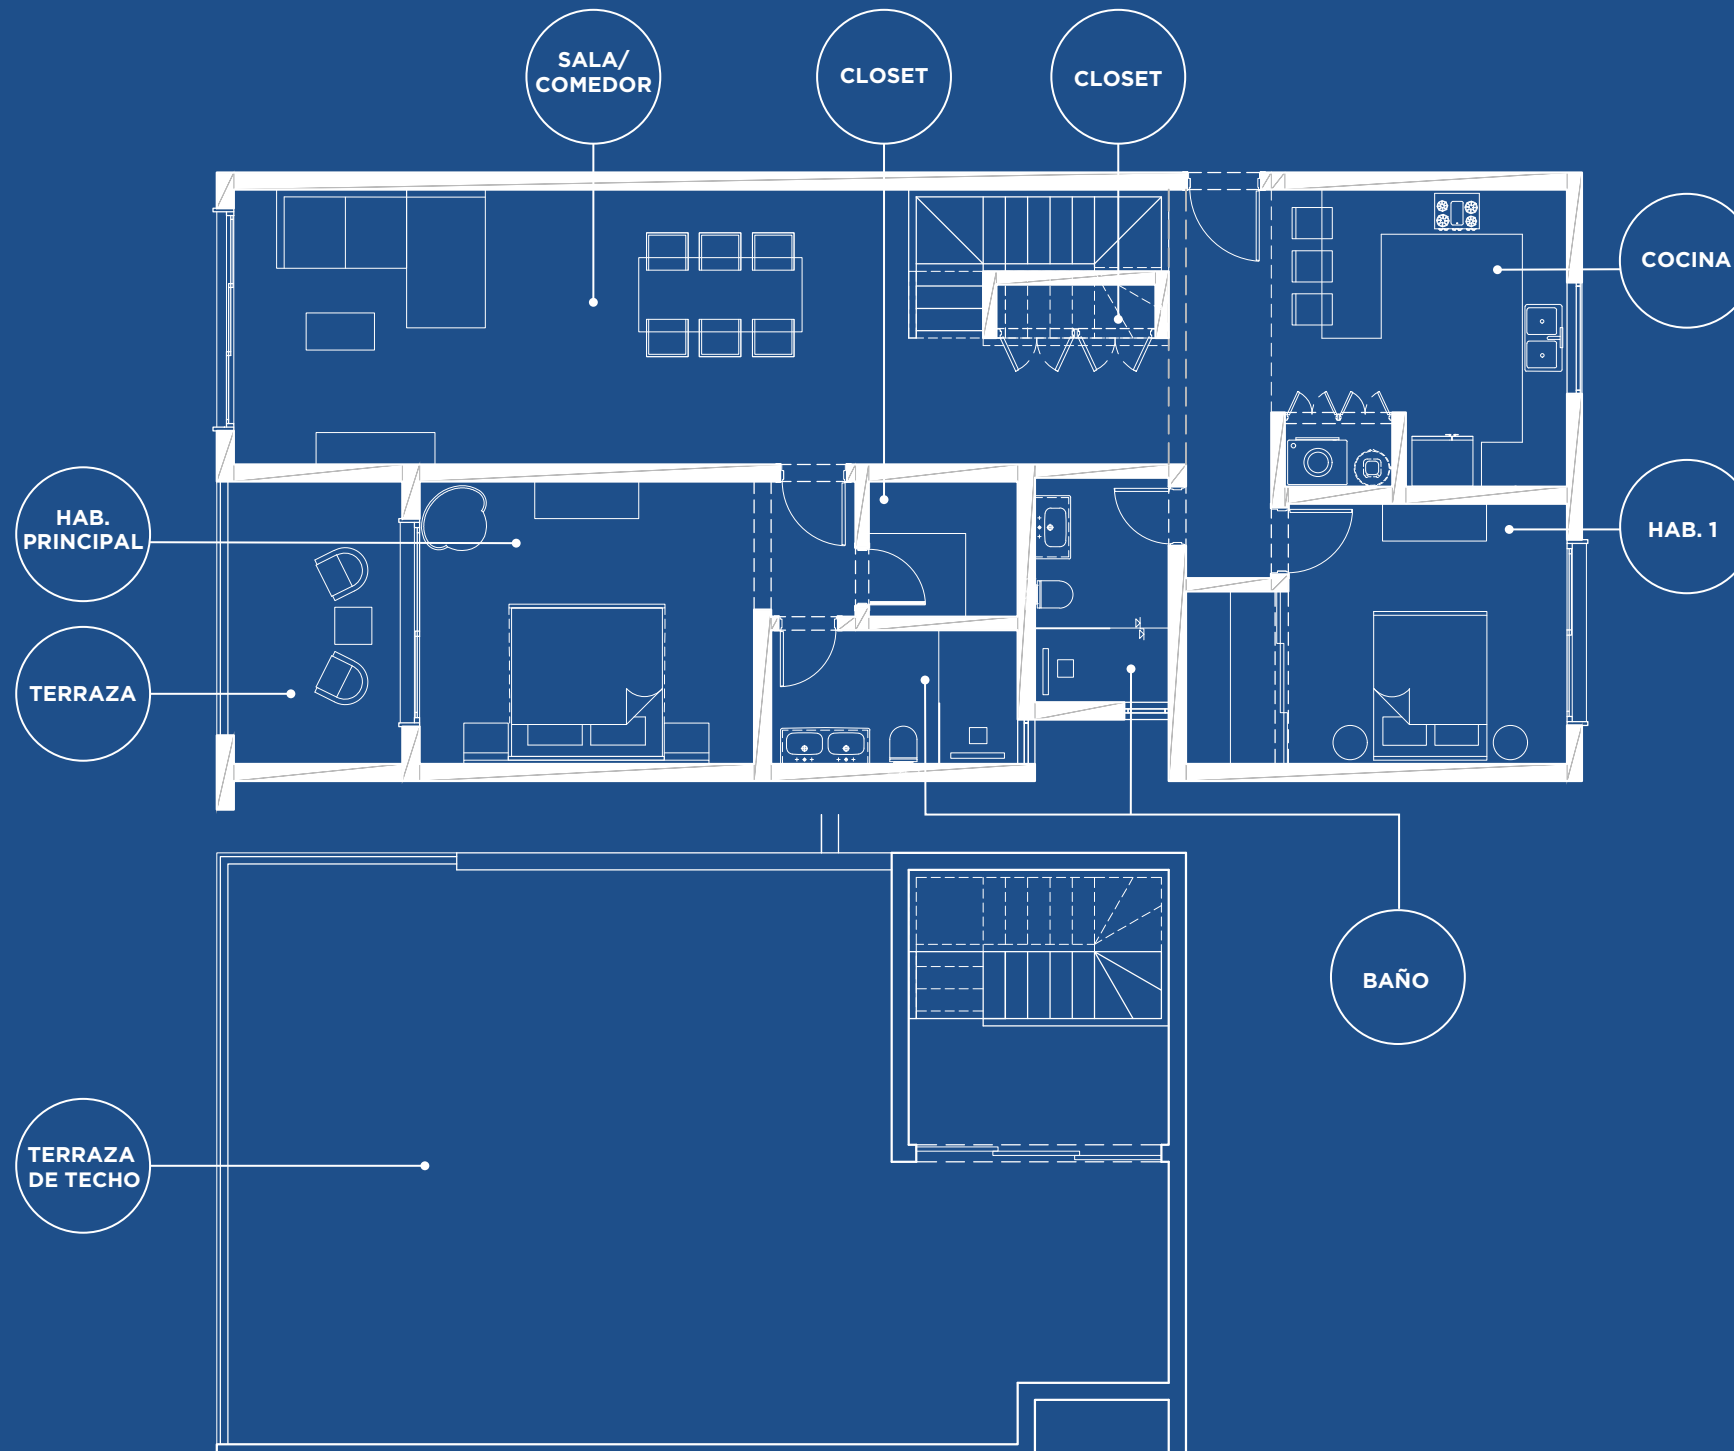 SALA/
COMEDOR
CLOSET
CLOSET
COCINA
HAB.
PRINCIPAL
HAB. 1
TERRAZA
BAÑO
TERRAZA
DE TECHO